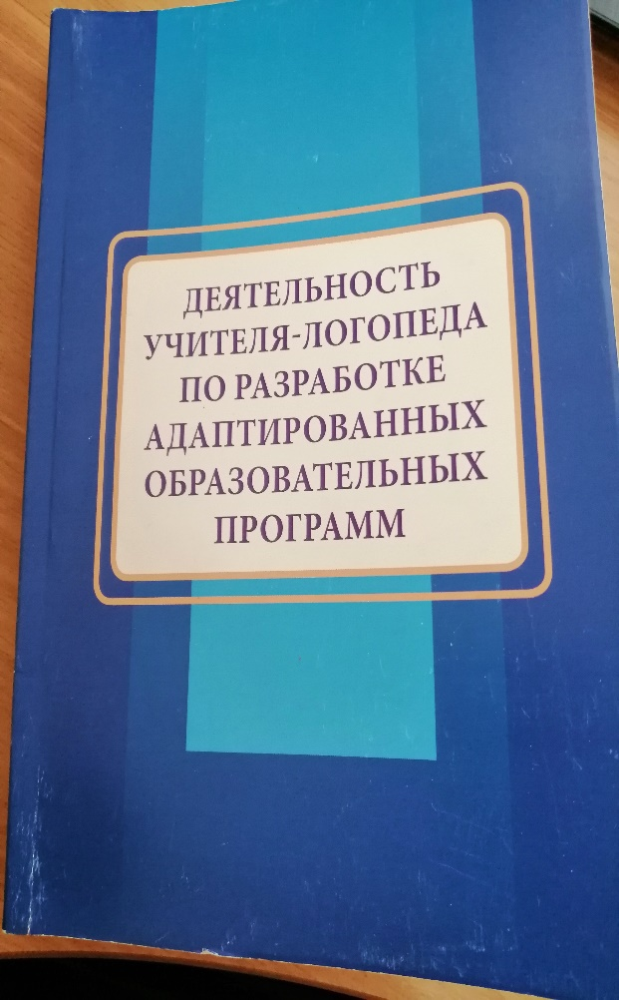 ДЕЯТЕЛЬНОСТЬ
УЧИТЕЛЯ-ЛОГОПЕДА
ПО РАЗРАБОТКЕ
АДАПТИРОВАННЫХ
ОБРАЗОВАТЕЛЬНЫХ
ПРОГРАММ